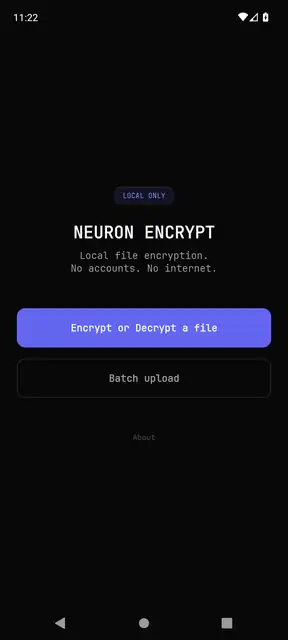 11:22
LOCAL ONLY
NEURON ENCRYPT
Local file encryption.
No accounts. No internet.
Encrypt or Decrypt a file
Batch upload
About